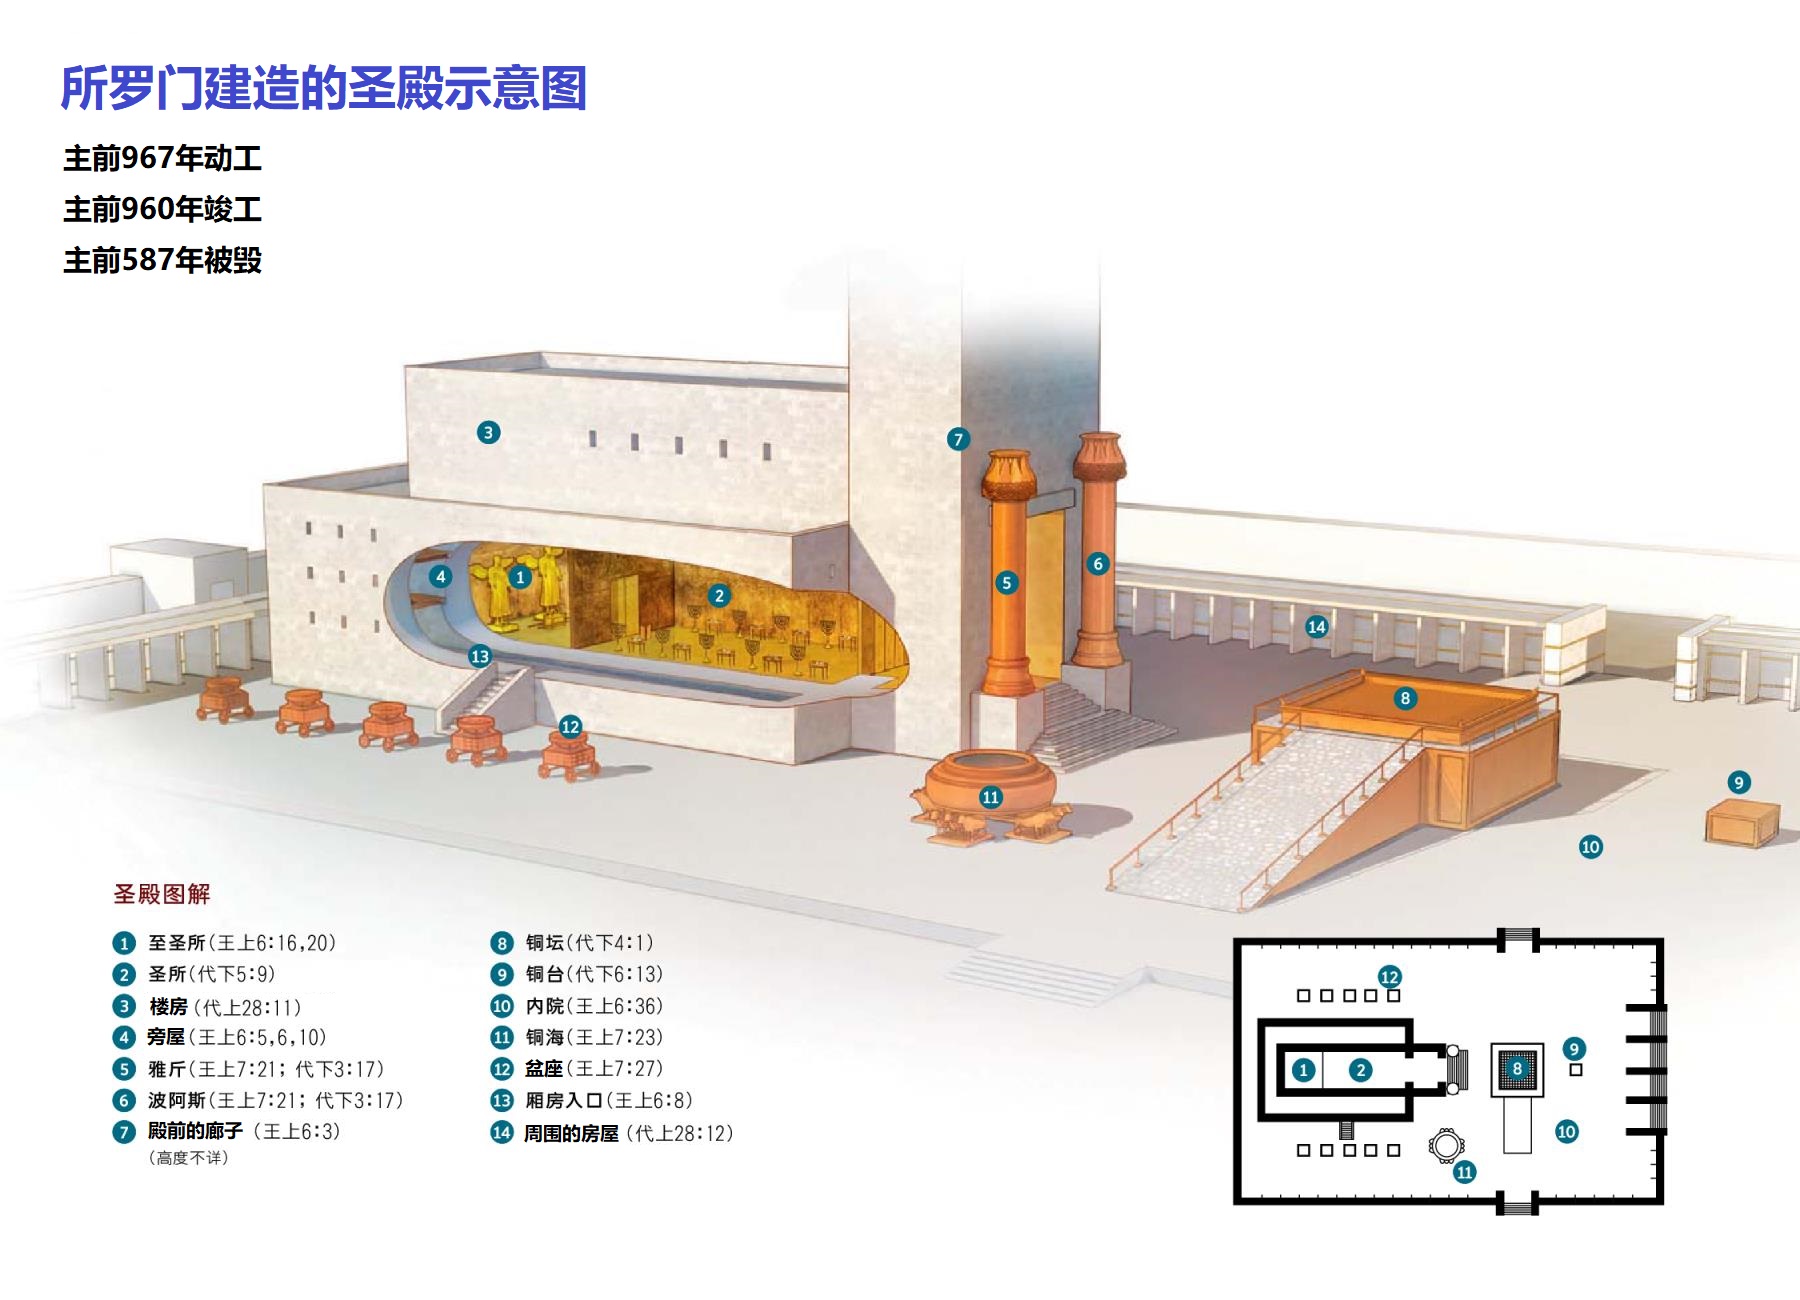 所罗门建造的圣殿示意图
主前967年动工
主前960年竣工
主前587年被毁
3
7
5
6
4
1
2
13
14
8
12
11
9
10
圣殿图解
1 至圣所(王上6:16,20)
2 圣所(代下5:9)
3 楼房(代上28:11)
4 旁屋(王上6:5,6,10)
5 雅斤(王上7:21; 代下3:17)
6 波阿斯(王上7:21; 代下3:17)
7 殿前的廊子 (王上6:3)
(高度不详)
8 铜坛(代下4:1)
9 铜台(代下6:13)
10 内院(王上6:36)
11 铜海(王上7:23)
12 盆座(王上7:27)
13 厢房入口(王上6:8)
14 周围的房屋 (代上28:12)
12
1
2
8
9
10
11